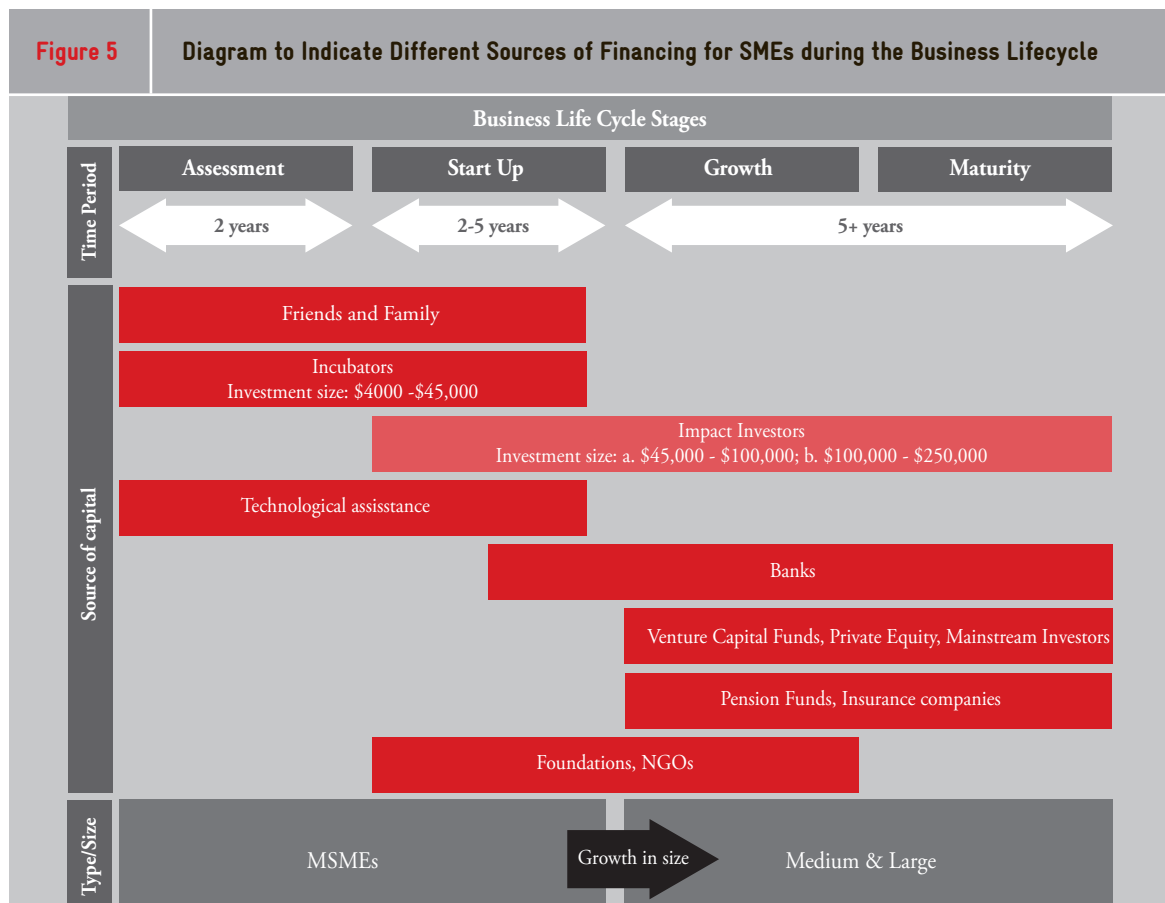 Figure 5
Diagram to Indicate Different Sources of Financing for SMEs during the Business Lifecycle
Business Life Cycle Stages
Time Period
Assessment
Start Up
Growth
Maturity
2 years
2-5 years
5+ years
Source of capital
Friends and Family
Incubators
Investment size: $4000 -$45,000
Impact Investors
Investment size: a. $45,000 - $100,000; b. $100,000 - $250,000
Technological assisstance
Banks
Venture Capital Funds, Private Equity, Mainstream Investors
Pension Funds, Insurance companies
Foundations, NGOs
Type/Size
MSMEs
Growth in size
Medium & Large